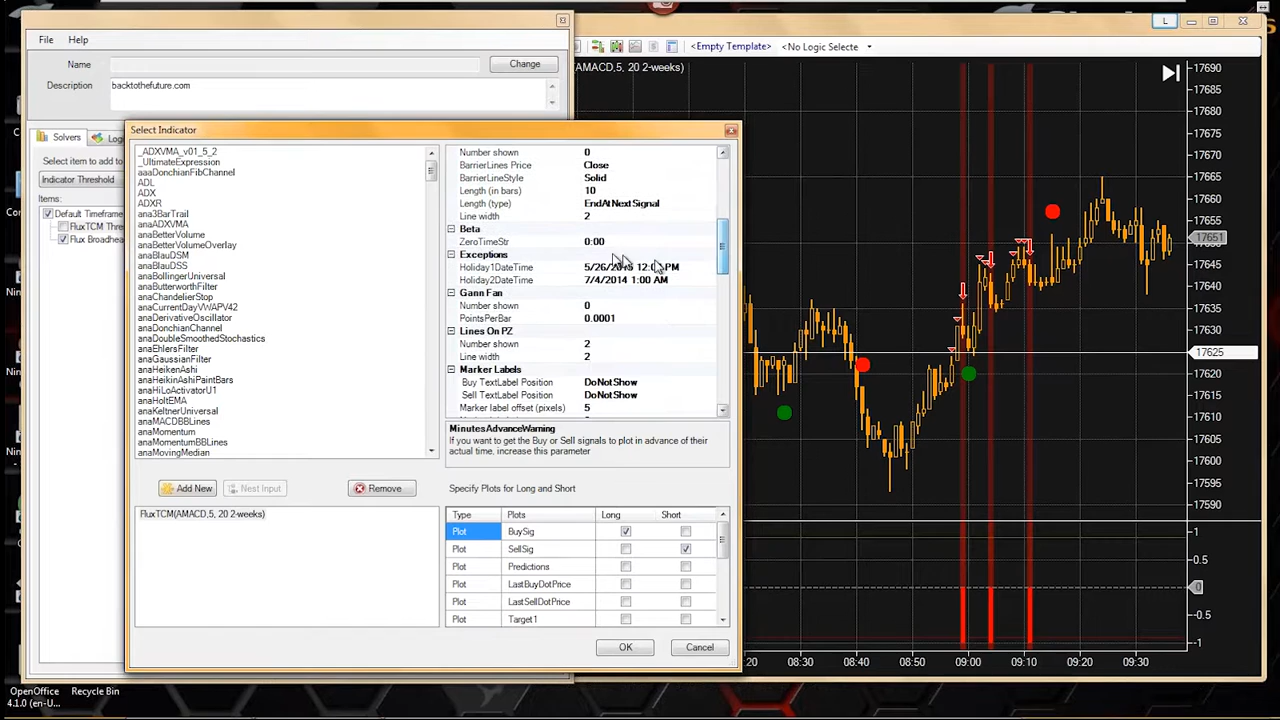 File Help
Name
Change
Description
backtothefuture.com
Solvers
Select item to add to
Indicator Threshold
Items:
Default Timeframe
FluxTCM Thre
Flux Broadhea
Select Indicator
_ADXVMA_v01_5_2
_UltimateExpression
aaaDonchianFibChannel
ADL
ADX
ADXR
ana3BarTrail
anaADXVMA
anaBetterVolume
anaBetterVolumeOverlay
anaBlauDSM
anaBlauDSS
anaBollingerUniversal
anaButterworthFilter
anaChandelierStop
anaCurrentDayVWAPV42
anaDerivativeOscillator
anaDonchianChannel
anaDoubleSmoothedStochastics
anaEhlersFilter
anaGaussianFilter
anaHeikenAshi
anaHeikinAshiPaintBars
anaHiLoActivatorU1
anaHoltEMA
anaKeltnerUniversal
anaMACDBBLines
anaMomentum
anaMomentumBBLines
anaMovingMedian
Number shown 0
BarrierLines Price Close
BarrierLineStyle Solid
Length (in bars) 10
Length (type) EndAtNextSignal
Line width 2
Beta
ZeroTimeStr 0:00
Exceptions
Holiday1DateTime
Holiday2DateTime 7/4/2014 1:00 AM
Gann Fan
Number shown 0
PointsPerBar 0.0001
Lines On PZ
Number shown 2
Line width 2
Marker Labels
Buy TextLabel Position DoNotShow
Sell TextLabel Position DoNotShow
Marker label offset (pixels) 5
MinutesAdvanceWarning
If you want to get the Buy or Sell signals to plot in advance of their
actual time, increase this parameter
Add New
Nest Input
Remove
Specify Plots for Long and Short
FluxTCM(AMACD,5, 20 2-weeks)
Type Plots Long Short
Plot BuySig
Plot SellSig
Plot Predictions
Plot LastBuyDotPrice
Plot LastSellDotPrice
Plot Target1
OK
Cancel
OpenOffice
4.1.0 (en-U...
Recycle Bin
L
<Empty Template>
<No Logic Selecte
(AMACD,5, 20 2-weeks)
17690
17685
17680
17675
17670
17665
17660
17655
17651
17645
17640
17635
17630
17625
17620
17615
17610
17605
17600
17595
17590
1
0.5
0
-0.5
-1
:20 08:30 08:40 08:50 09:00 09:10 09:20 09:30